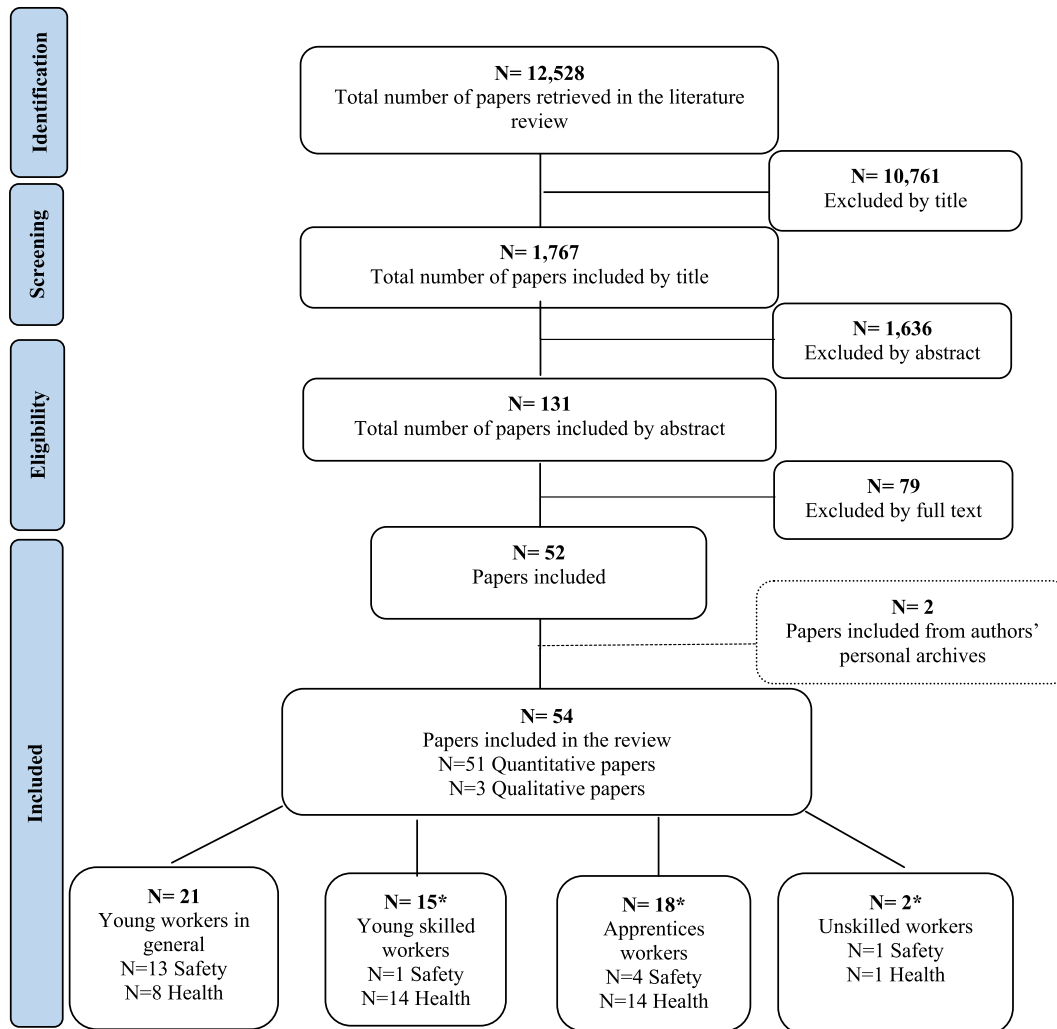 Identification
N= 12,528
Total number of papers retrieved in the literature
review
N= 10,761
Excluded by title
Screening
N= 1,767
Total number of papers included by title
N= 1,636
Excluded by abstract
Eligibility
N= 131
Total number of papers included by abstract
N= 79
Excluded by full text
Included
N= 52
Papers included
N= 2
Papers included from authors’
personal archives
N= 54
Papers included in the review
N=51 Quantitative papers
N=3 Qualitative papers
N= 21
Young workers in
general
N=13 Safety
N=8 Health
N= 15*
Young skilled
workers
N=1 Safety
N=14 Health
N= 18*
Apprentices
workers
N=4 Safety
N=14 Health
N= 2*
Unskilled workers
N=1 Safety
N=1 Health